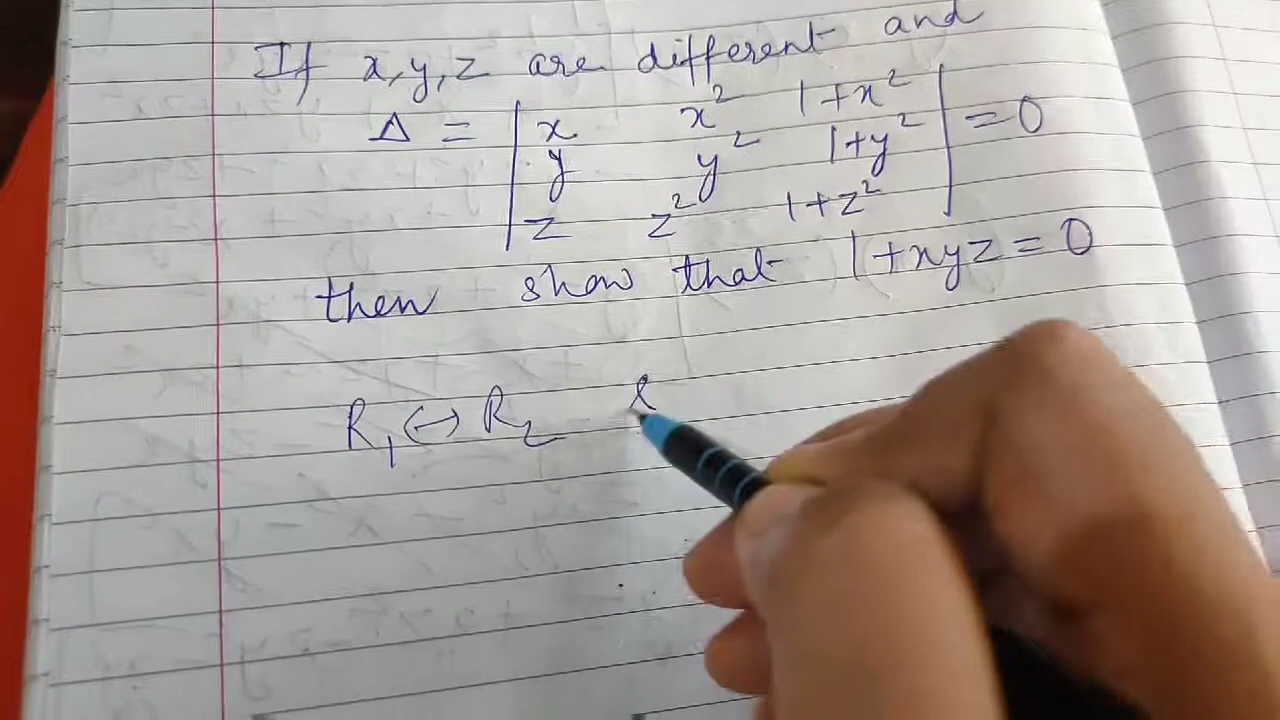 If x,y,z are different and
Δ = | x x² 1+x² |
| y y² 1+y² | =0
| z z² 1+z² |
then show that 1+xyz=0
R₁↔R₂